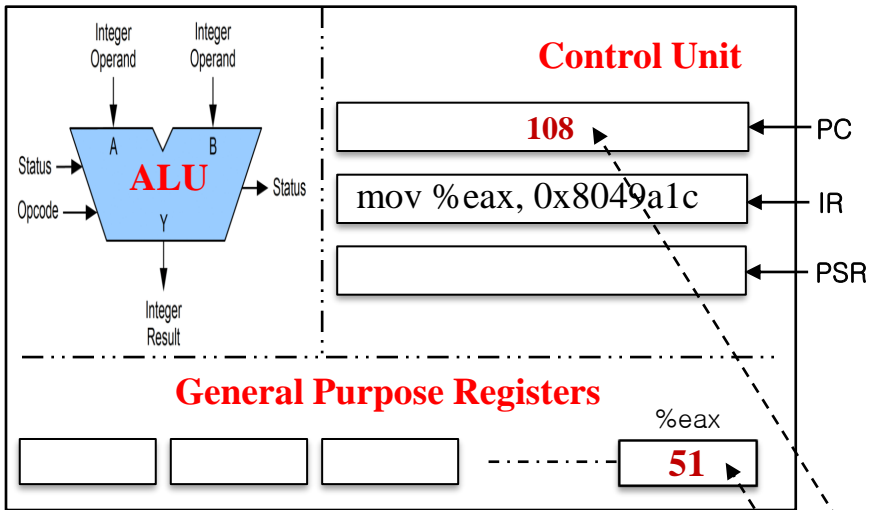 Integer
Operand
Integer
Operand
A
B
Status
ALU
Status
Opcode
Y
Integer
Result
Control Unit
108
PC
mov %eax, 0x8049a1c
IR
PSR
General Purpose Registers
%eax
51